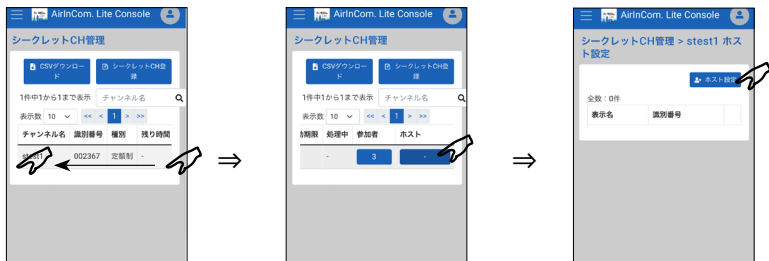 AirInCom. Lite Console
シークレットCH管理
CSVダウンロー
ド
シークレットCH登
録
1件中1から1まで表示
チャンネル名
表示数 10 << < 1 > >>
チャンネル名 識別番号 種別 残り時間
stest1 002367 定額制 -
⇒
AirInCom. Lite Console
シークレットCH管理
CSVダウンロー
ド
シークレットCH登
録
1件中1から1まで表示
チャンネル名
表示数 10 << < 1 > >>
効期限 処理中 参加者 ホスト
- 3 -
⇒
AirInCom. Lite Console
シークレットCH管理 > stest1 ホス
ト設定
ホスト設定
全数：0件
表示名 識別番号